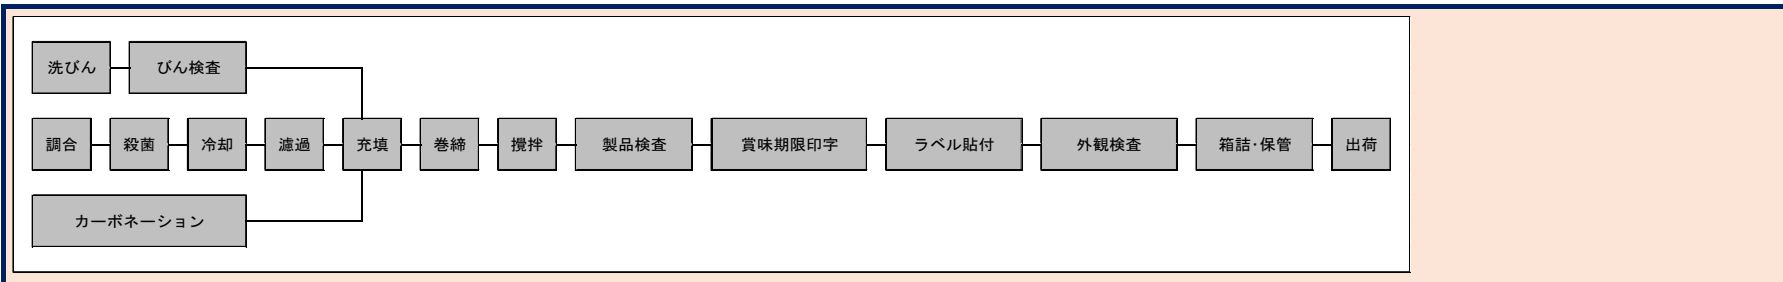 洗びん びん検査
調合 殺菌 冷却 濾過 充填 巻締 攪拌 製品検査 賞味期限印字 ラベル貼付 外観検査 箱詰・保管 出荷
カーボネーション